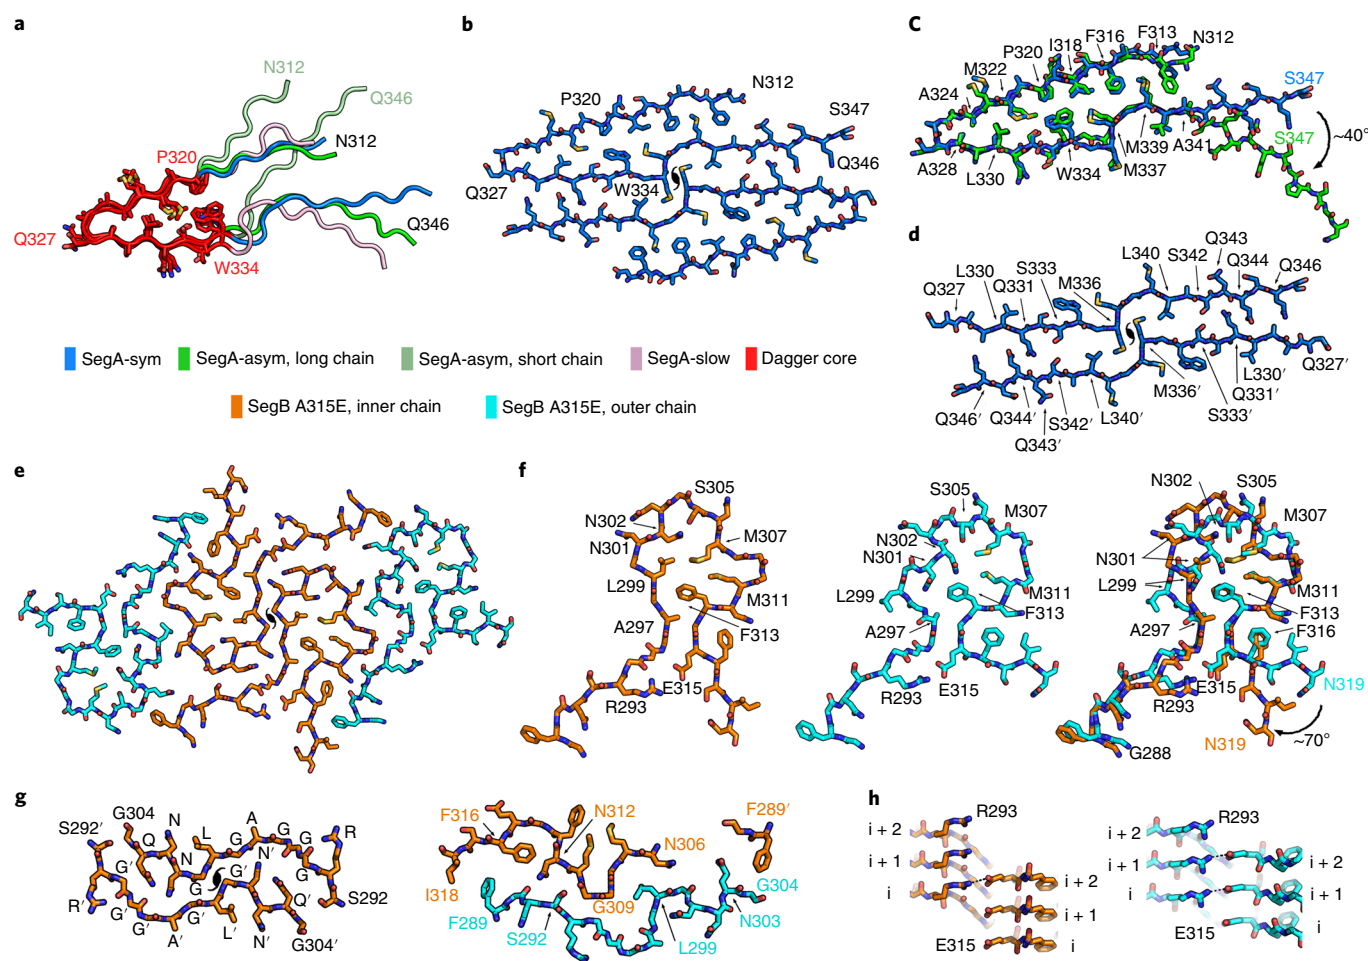 a
N312
Q346
N312
P320
Q346
Q327
W334
b
N312
P320
S347
Q346
Q327
W334
C
F313
F316
N312
I318
P320
M322
S347
A324
~40°
S347
M339
A341
A328
L330
W334
M337
d
Q343
L340 S342
Q344
Q346
S333
L330
M336
Q327
Q331
Q327′
L330′
M336′
Q331′
Q346′
Q344′
S342′
L340′
S333′
Q343′
SegA-sym
SegA-asym, long chain
SegA-asym, short chain
SegA-slow
Dagger core
SegB A315E, inner chain
SegB A315E, outer chain
e
f
S305
N302
M307
N301
L299
M311
A297
F313
E315
R293
S305
M307
N302
N301
L299
M311
F313
A297
E315
R293
N302
S305
M307
N301
L299
M311
F313
A297
F316
E315
N319
R293
~70°
N319
G288
g
G304 N
S292′
Q
L
A
G
G
G
R
N
N′
G
G′
G
G′
G
S292
R′
G′
G′
A′
G′
L′
Q′
N′
G304′
F316
N312
F289′
N306
I318
G309
G304
F289
S292
N303
L299
h
R293
i + 2
i + 1
i
i + 2
i + 1
i
E315
R293
i + 2
i + 1
i
i + 2
i + 1
i
E315